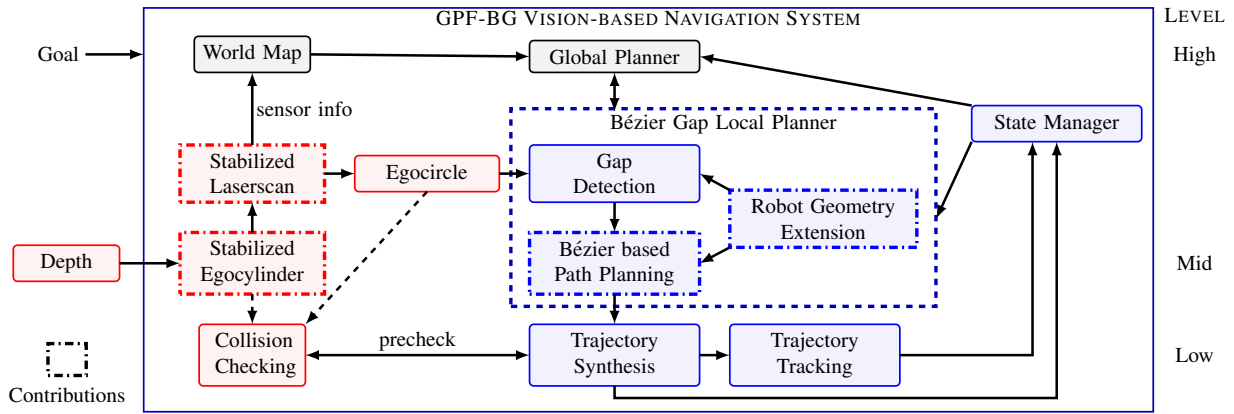 GPF-BG VISION-BASED NAVIGATION SYSTEM
LEVEL
Goal
World Map
Global Planner
High
sensor info
Bézier Gap Local Planner
State Manager
Stabilized
Laserscan
Egocircle
Gap
Detection
Robot Geometry
Extension
Depth
Stabilized
Egocylinder
Bézier based
Path Planning
Mid
Collision
Checking
precheck
Trajectory
Synthesis
Trajectory
Tracking
Low
Contributions